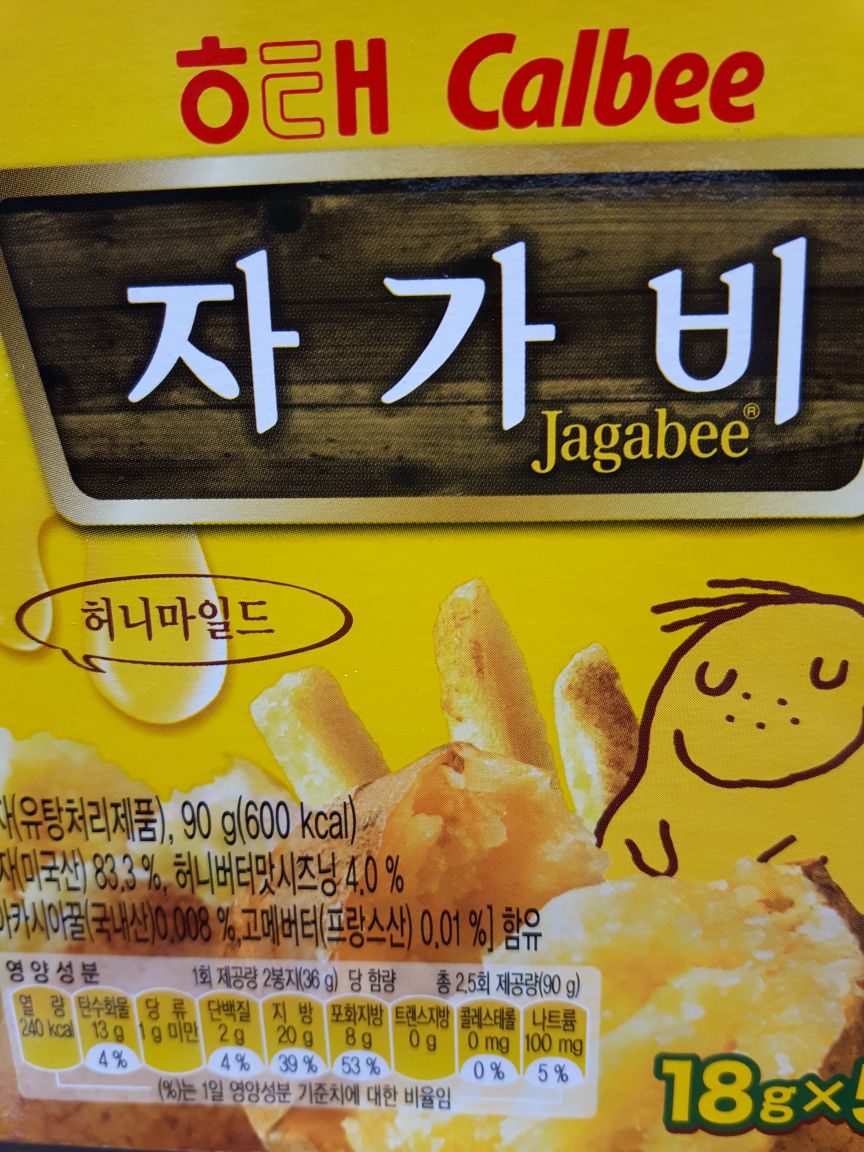 해태 Calbee
자가비
Jagabee®
허니마일드
(유탕처리제품), 90 g(600 kcal)
(미국산) 83.3 %, 허니버터맛시즈닝 4.0 %
아카시아꿀(국내산)0.008 %,고메버터(프랑스산) 0.01 %] 함유
영양성분 1회 제공량 2봉지(36 g) 당 함량 총 2.5회 제공량(90 g)
열량 탄수화물 당류 단백질 지방 포화지방 트랜스지방 콜레스테롤 나트륨
240 kcal 13 g 1 g 미만 2 g 20 g 8 g 0 g 0 mg 100 mg
4 % 4 % 39 % 53 % 0 % 5 %
(%)는 1일 영양성분 기준치에 대한 비율임
18g×5